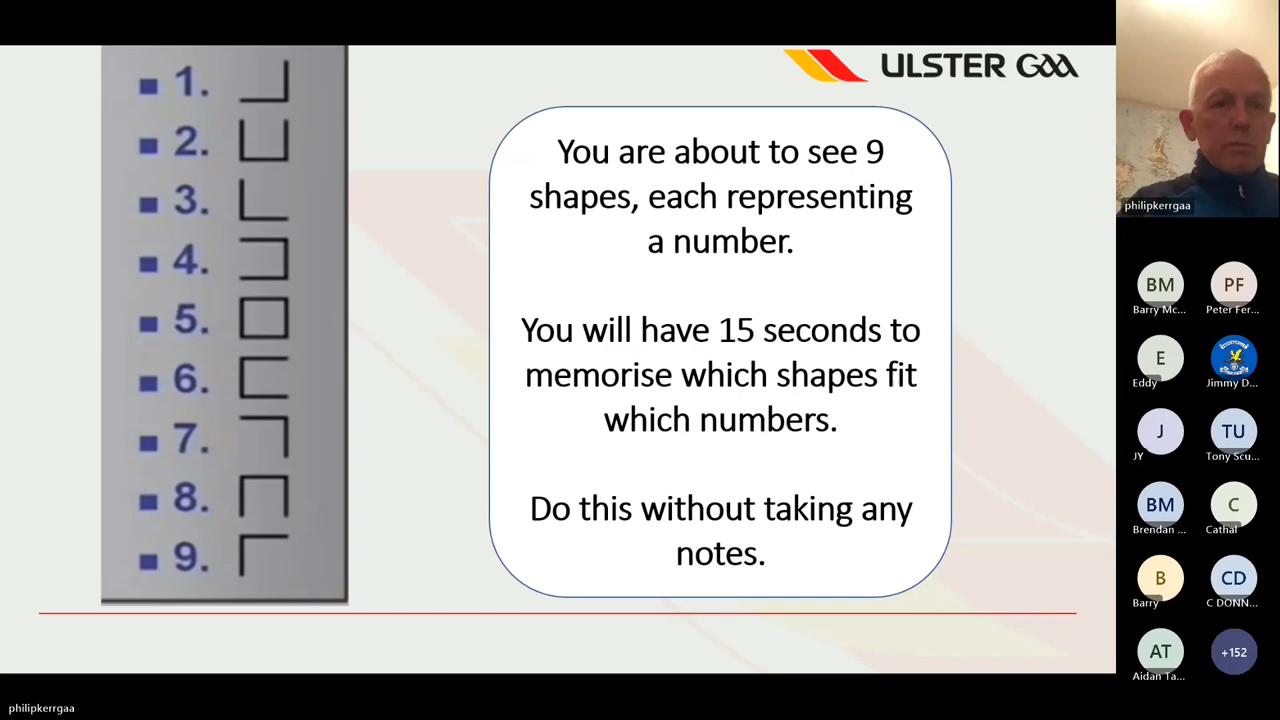 1.
2.
3.
4.
5.
6.
7.
8.
9.
ULSTER GAA
You are about to see 9
shapes, each representing
a number.
You will have 15 seconds to
memorise which shapes fit
which numbers.
Do this without taking any
notes.
philipkerrgaa
BM
PF
Barry Mc...
Peter Fer...
E
Eddy
Jimmy D...
J
TU
JY
Tony Scu...
BM
C
Brendan ...
Cathal
B
CD
Barry
C DONN...
AT
+152
Aidan Ta...
philipkerrgaa